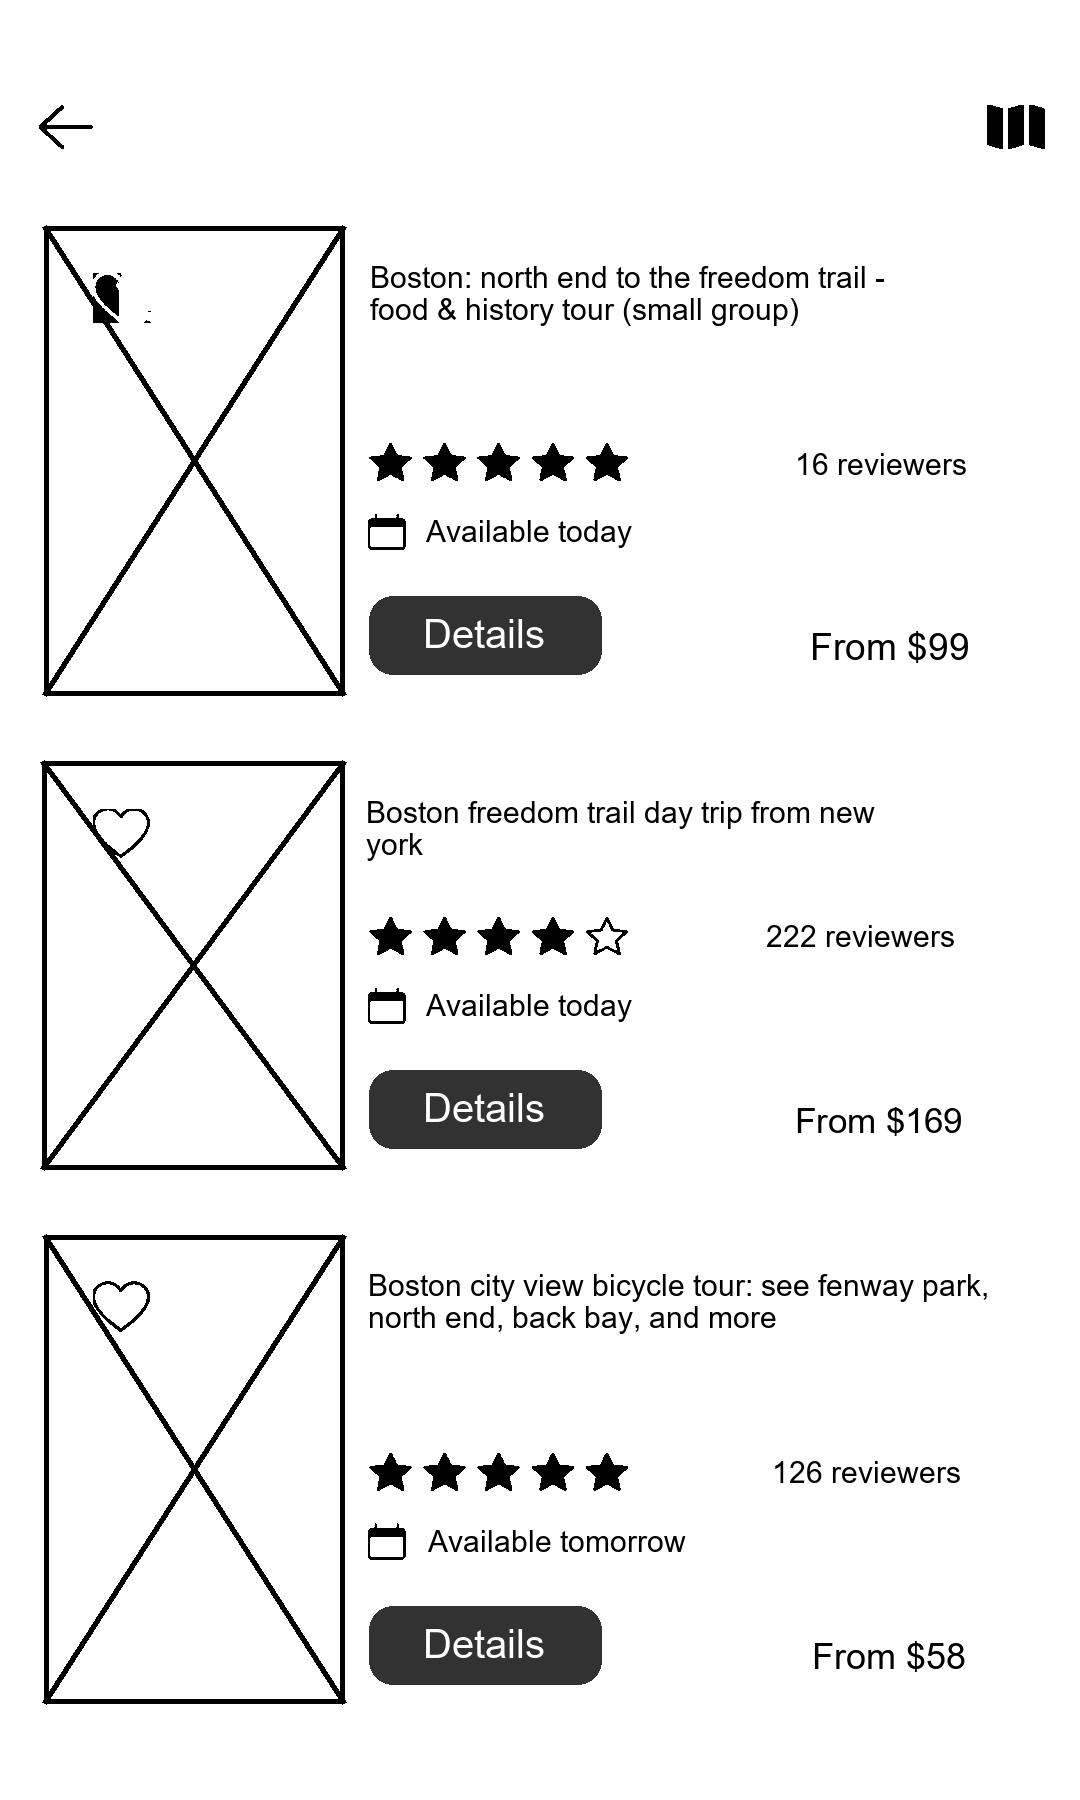 Boston: north end to the freedom trail -
food & history tour (small group)
16 reviewers
Available today
Details
From $99
Boston freedom trail day trip from new
york
222 reviewers
Available today
Details
From $169
Boston city view bicycle tour: see fenway park,
north end, back bay, and more
126 reviewers
Available tomorrow
Details
From $58